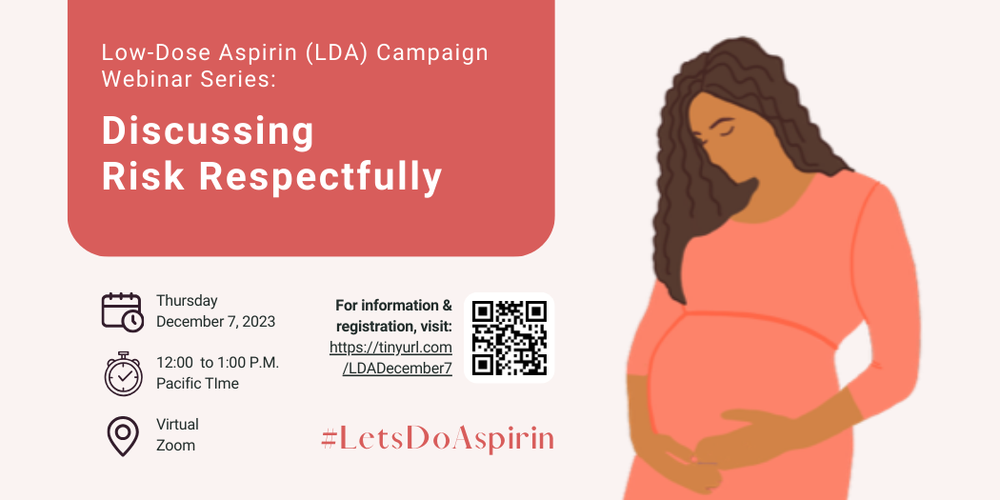 Low-Dose Aspirin (LDA) Campaign
Webinar Series:
Discussing
Risk Respectfully
Thursday
December 7, 2023
12:00  to 1:00 P.M.
Pacific TIme
Virtual
Zoom
For information &
registration, visit:
https://tinyurl.com
/LDADecember7
#LetsDoAspirin